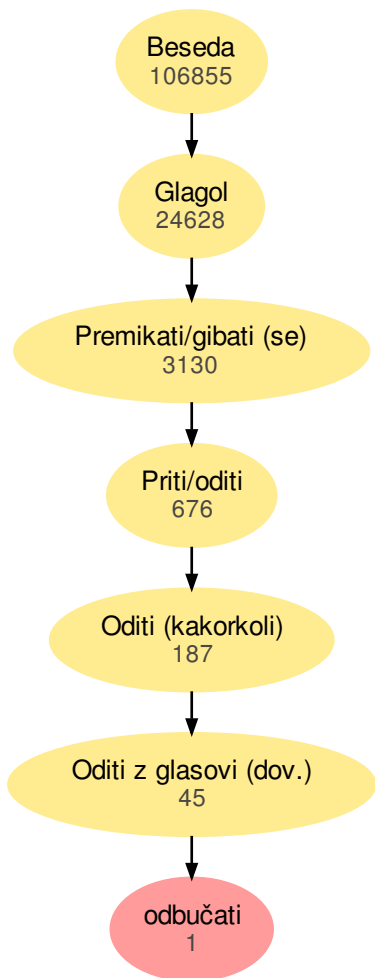 Beseda
106855
Glagol
24628
Premikati/gibati (se)
3130
Priti/oditi
676
Oditi (kakorkoli)
187
Oditi z glasovi (dov.)
45
odbučati
1